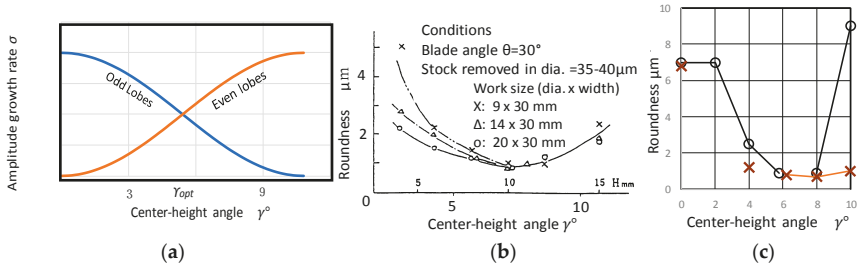 Amplitude growth rate σ
Odd Lobes
Even lobes
3
γopt
9
Center-height angle γ°
(a)
Roundness μm
4
2
0
Conditions
Blade angle θ=30°
Stock removed in dia. =35-40μm
Work size (dia. x width)
X: 9 x 30 mm
Δ: 14 x 30 mm
o: 20 x 30 mm
5
10
15
H mm
0
5
10
Center-height angle γ°
(b)
Roundness μm
10
8
6
4
2
0
0
2
4
6
8
10
Center-height angle γ°
(c)